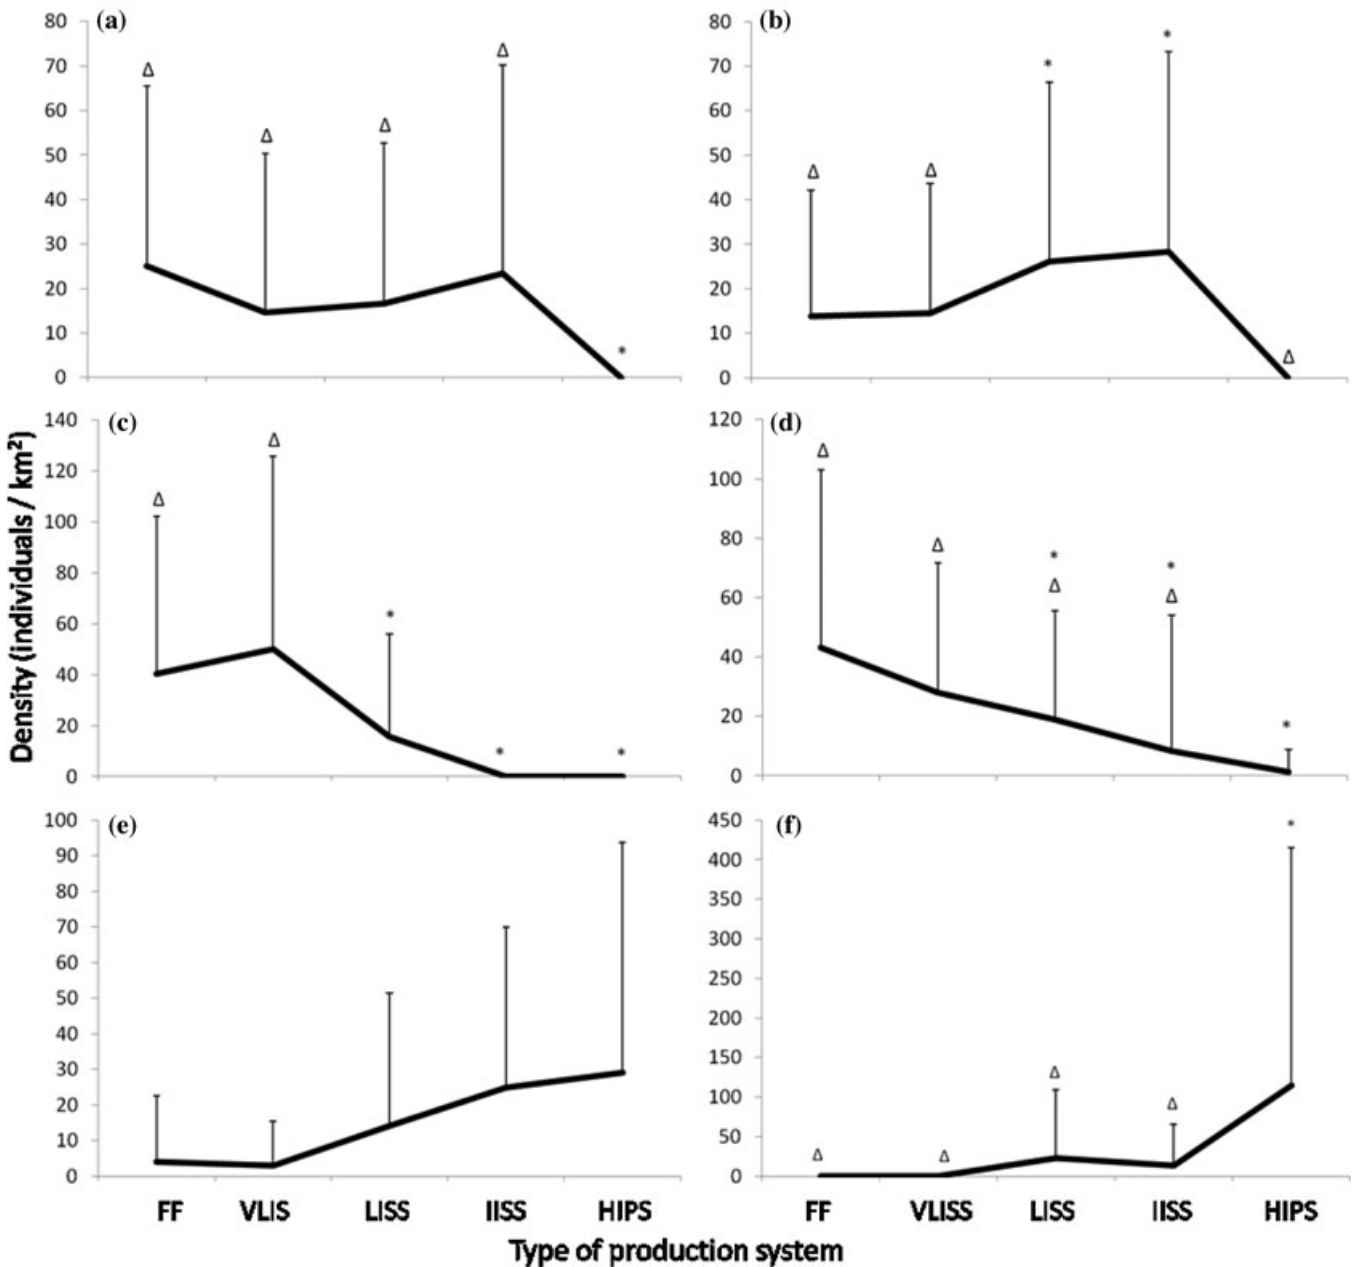 (a)
80
70
60
50
40
30
20
10
0
Δ
Δ
Δ
Δ
*
(b)
80
70
60
50
40
30
20
10
0
Δ
Δ
*
*
Δ
Density (individuals / km²)
(c)
140
120
100
80
60
40
20
0
Δ
Δ
*
*
*
(d)
120
100
80
60
40
20
0
Δ
Δ
*
Δ
*
Δ
*
(e)
100
90
80
70
60
50
40
30
20
10
0
FF VLIS LISS IISS HIPS
(f)
450
400
350
300
250
200
150
100
50
0
Δ
Δ
Δ
Δ
*
FF VLISS LISS IISS HIPS
Type of production system